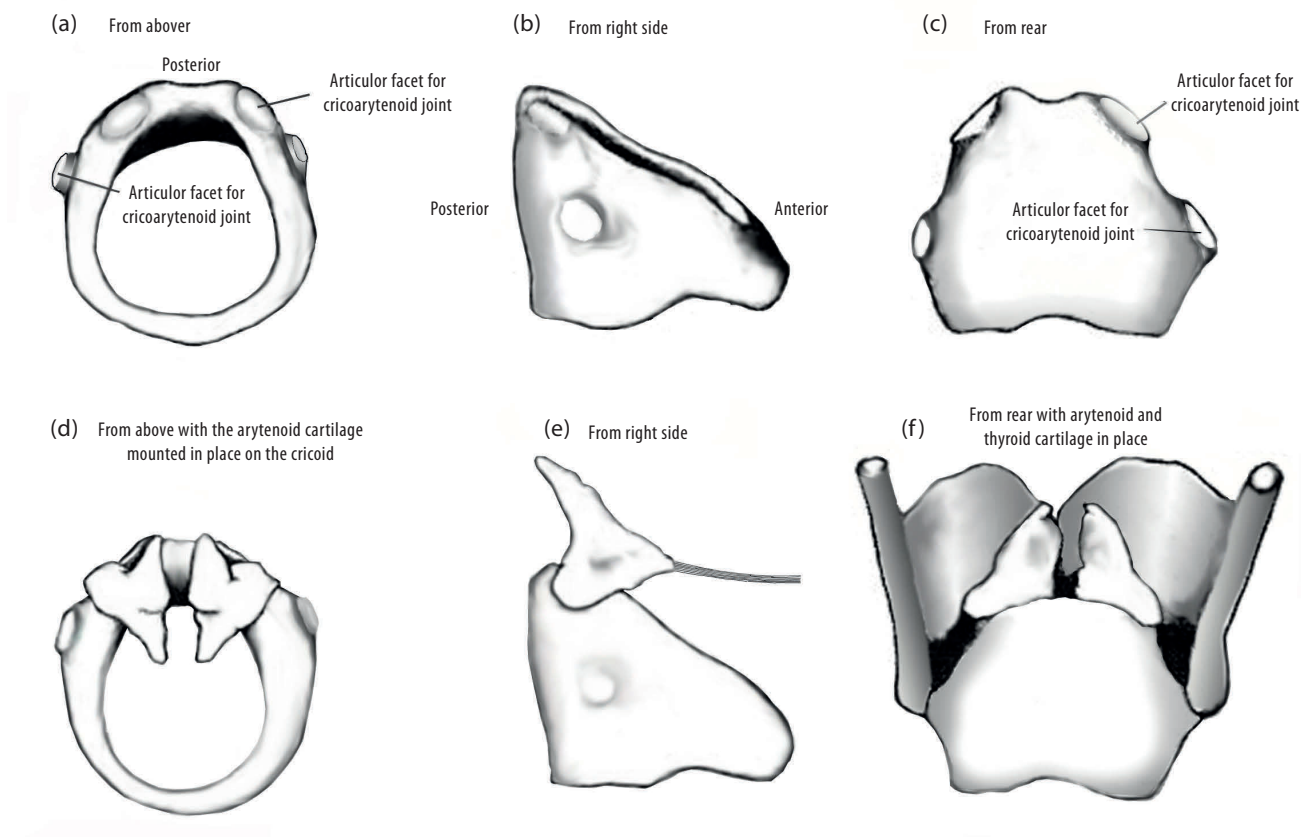 (a) From abover
Posterior
Articulor facet for
cricoarytenoid joint
Articulor facet for
cricoarytenoid joint
(b) From right side
Posterior
Anterior
(c) From rear
Articulor facet for
cricoarytenoid joint
Articulor facet for
cricoarytenoid joint
(d) From above with the arytenoid cartilage
mounted in place on the cricoid
(e) From right side
(f) From rear with arytenoid and
thyroid cartilage in place